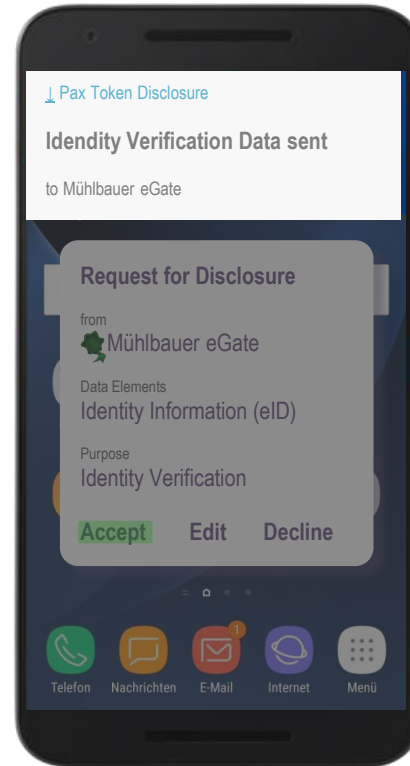 ↓ Pax Token Disclosure
Idendity Verification Data sent
to Mühlbauer eGate
Request for Disclosure
from
Mühlbauer eGate
Data Elements
Identity Information (eID)
Purpose
Identity Verification
Accept Edit Decline
1
Telefon Nachrichten E-Mail Internet Menü